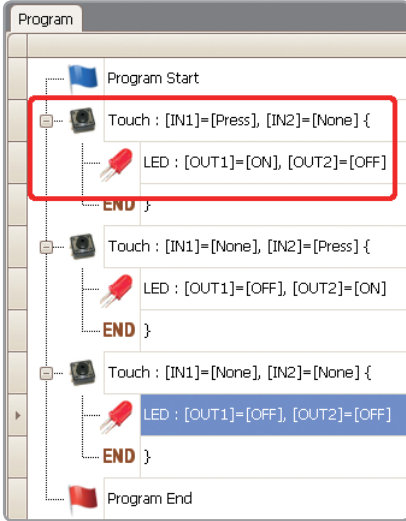 Program
Program Start
Touch : [IN1]=[Press], [IN2]=[None] {
LED : [OUT1]=[ON], [OUT2]=[OFF]
END }
Touch : [IN1]=[None], [IN2]=[Press] {
LED : [OUT1]=[OFF], [OUT2]=[ON]
END }
Touch : [IN1]=[None], [IN2]=[None] {
LED : [OUT1]=[OFF], [OUT2]=[OFF]
END }
Program End